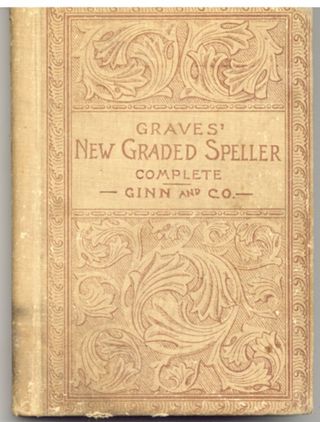 GRAVES'
NEW GRADED SPELLER
COMPLETE
GINN AND CO.